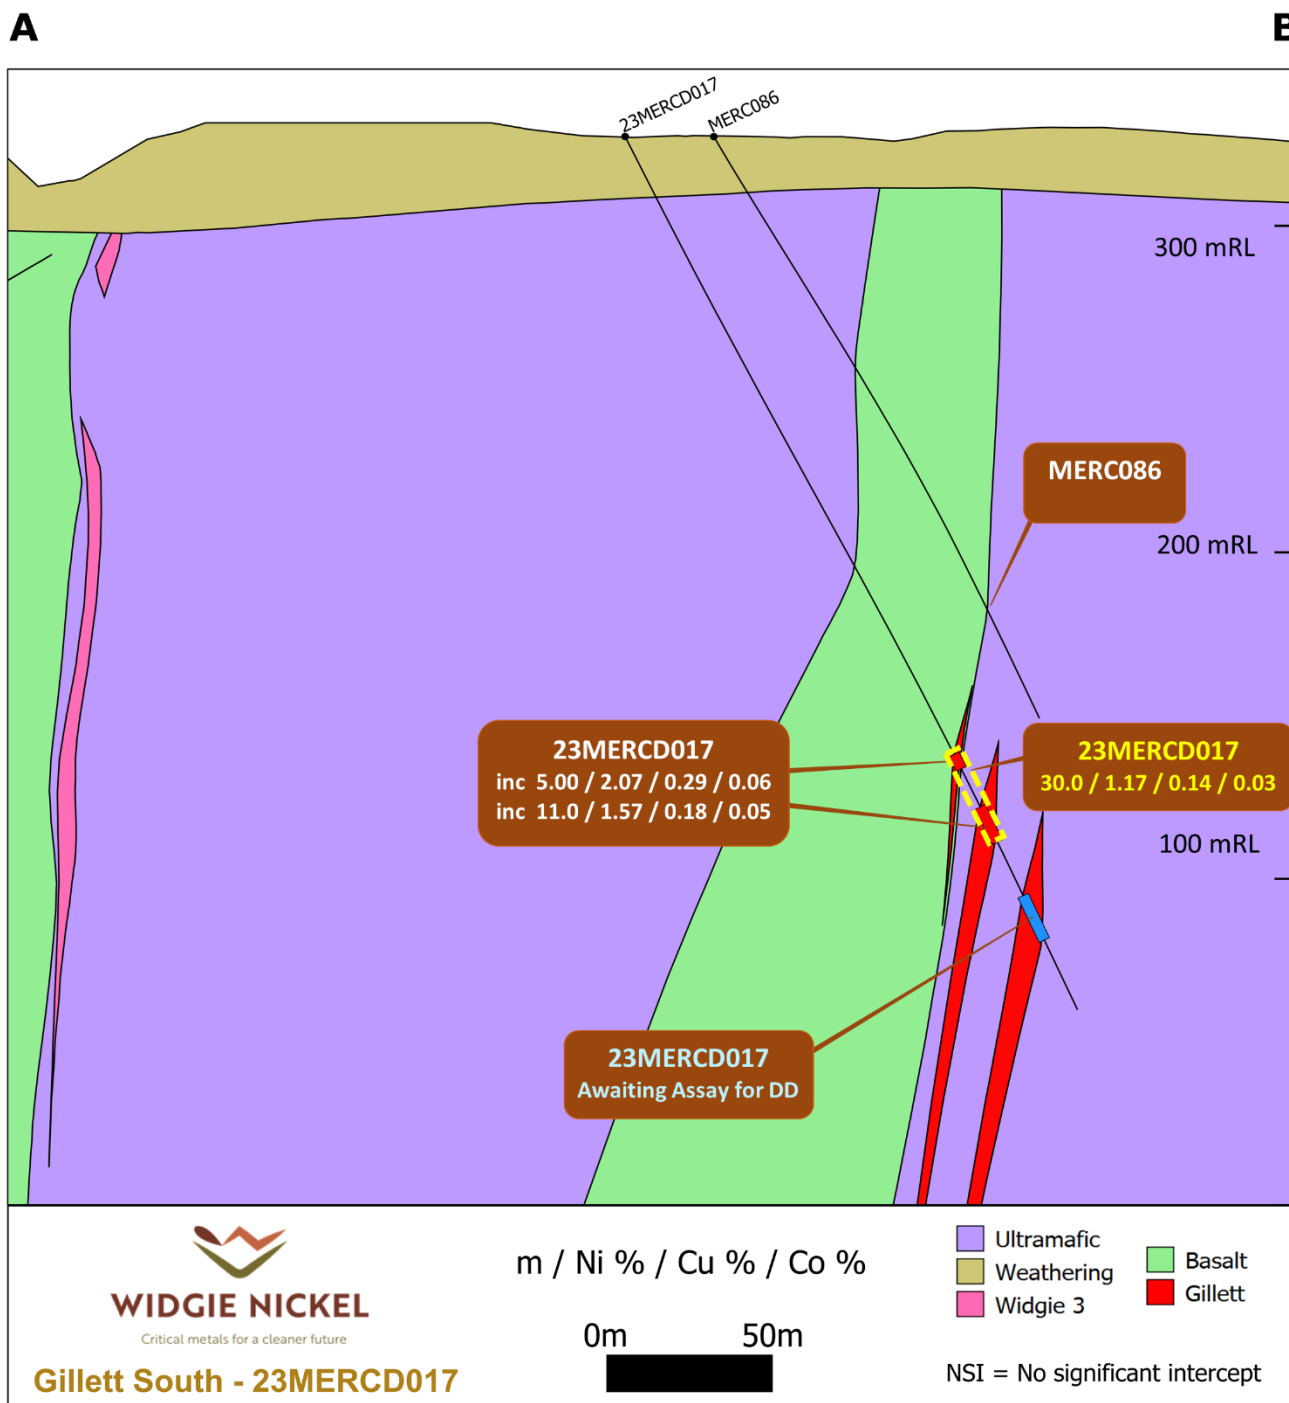 A
B
23MERCD017
MERC086
300 mRL
MERC086
200 mRL
23MERCD017
inc 5.00 / 2.07 / 0.29 / 0.06
inc 11.0 / 1.57 / 0.18 / 0.05
23MERCD017
30.0 / 1.17 / 0.14 / 0.03
100 mRL
23MERCD017
Awaiting Assay for DD
WIDGIE NICKEL
Critical metals for a cleaner future
Gillett South - 23MERCD017
m / Ni % / Cu % / Co %
0m 50m
Ultramafic
Weathering
Widgie 3
Basalt
Gillett
NSI = No significant intercept